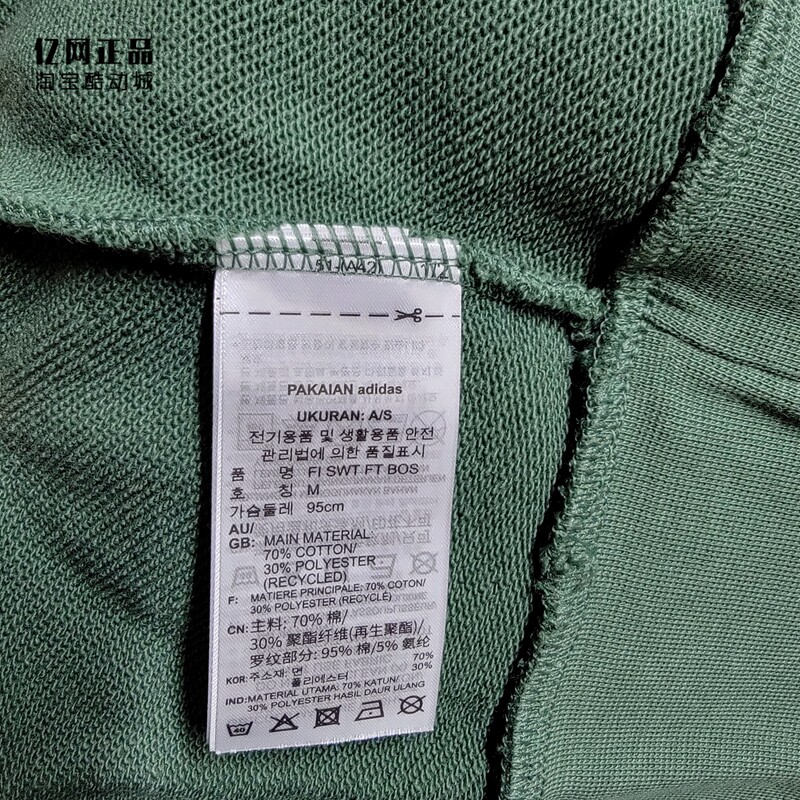 亿网正品
淘宝酷动城
PAKAIAN adidas
UKURAN: A/S
전기용품 및 생활용품 안전
관리법에 의한 품질표시
품 명 FI SWT FT BOS
호 칭 M
가슴둘레 95cm
AU/
GB: MAIN MATERIAL:
70% COTTON/
30% POLYESTER
(RECYCLED)
F: MATIERE PRINCIPALE: 70% COTON/
30% POLYESTER (RECYCLÉ)
CN: 主料: 70% 棉/
30% 聚酯纤维(再生聚酯)/
罗纹部分: 95% 棉/5% 氨纶
KOR: 주소재: 면 70%
폴리에스터 30%
IND: MATERIAL UTAMA: 70% KATUN/
30% POLYESTER HASIL DAUR ULANG
40